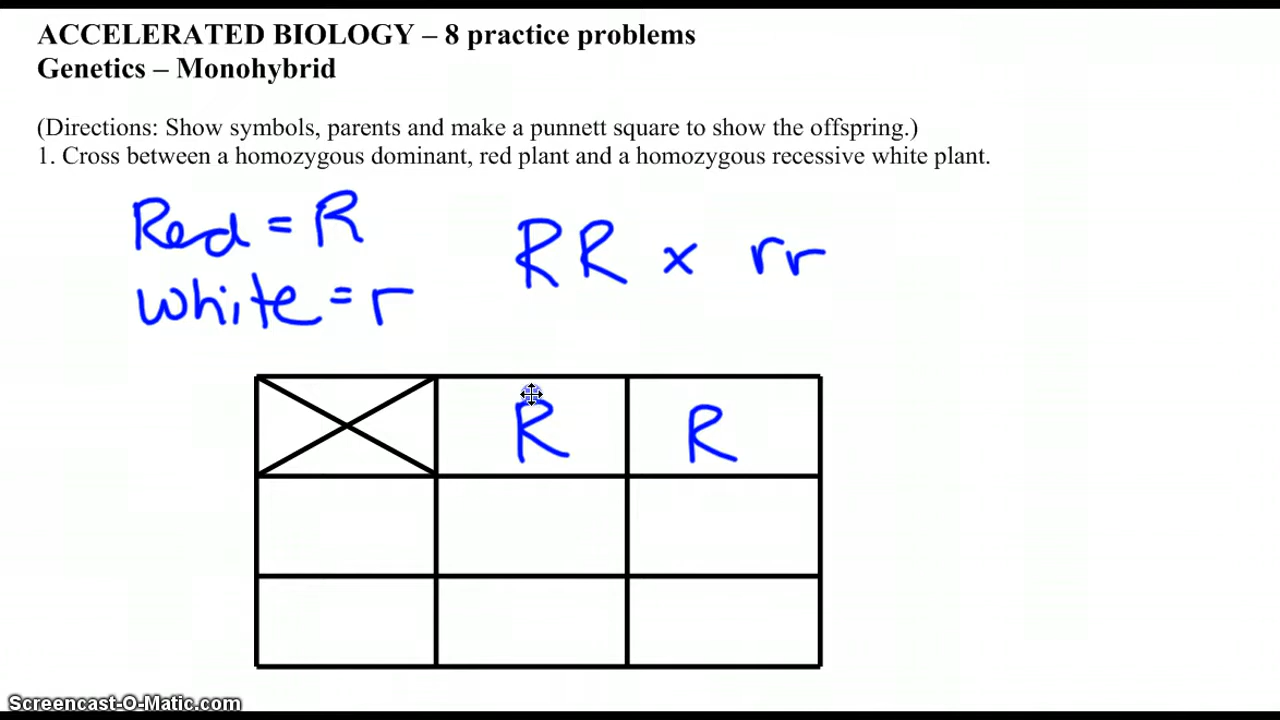 ACCELERATED BIOLOGY – 8 practice problems
Genetics – Monohybrid
(Directions: Show symbols, parents and make a punnett square to show the offspring.)
1. Cross between a homozygous dominant, red plant and a homozygous recessive white plant.
Red = R
RR x rr
white = r
R R
Screencast-O-Matic.com